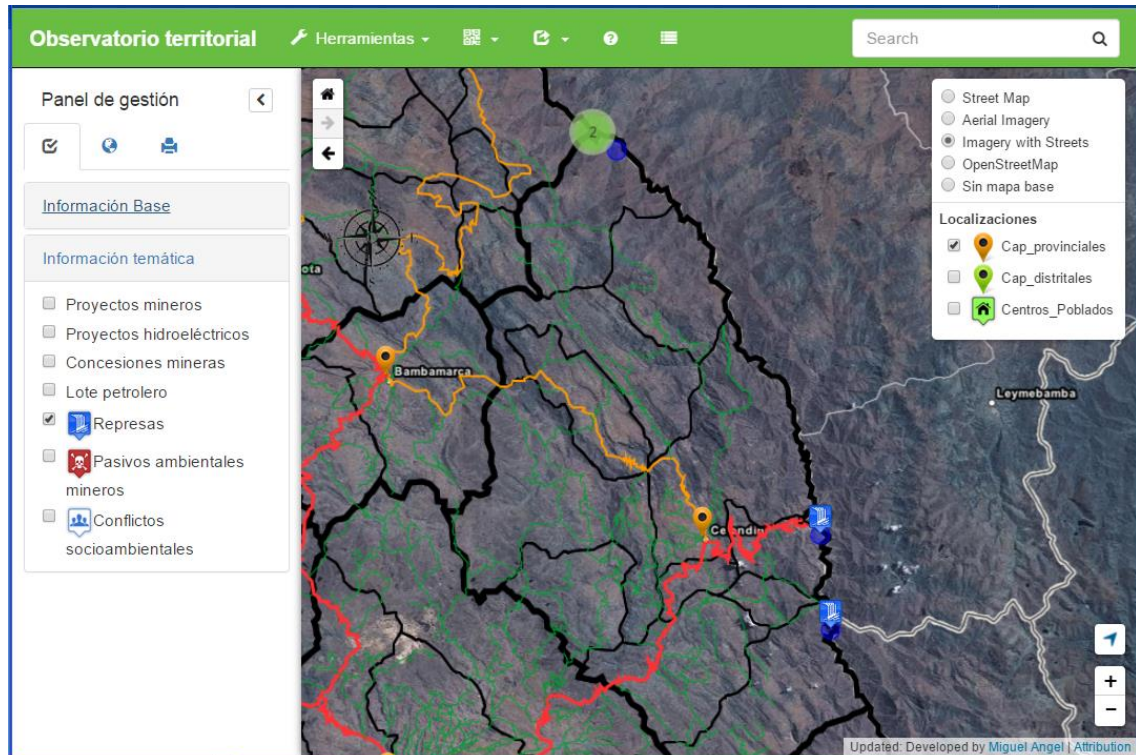 Observatorio territorial
Herramientas
Search
Panel de gestión
Información Base
Información temática
Proyectos mineros
Proyectos hidroeléctricos
Concesiones mineras
Lote petrolero
Represas
Pasivos ambientales
mineros
Conflictos
socioambientales
2
Street Map
Aerial Imagery
Imagery with Streets
OpenStreetMap
Sin mapa base
Localizaciones
Cap_provinciales
Cap_distritales
Centros_Poblados
ota
Bambamarca
Leymebamba
Celendin
+
−
Updated: Developed by Miguel Angel | Attribution